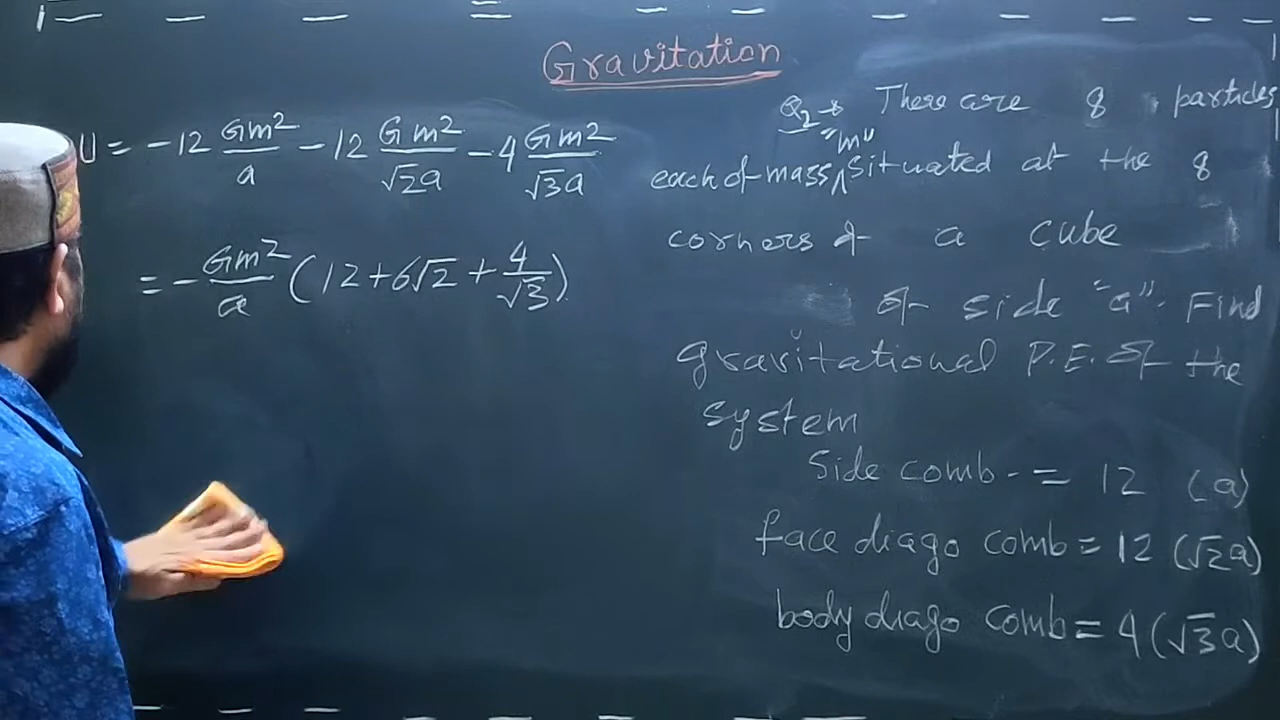 Gravitation
U = -12 Gm²/a - 12 Gm²/√2a - 4 Gm²/√3a
= - Gm²/a (12+6√2+4/√3)
Q₂→ There are 8 particles
each of mass "m" situated at the 8
corners of a cube
of side "a". Find
gravitational P.E. of the
system
Side comb. = 12 (a)
face diago comb = 12 (√2a)
body diago comb = 4 (√3a)